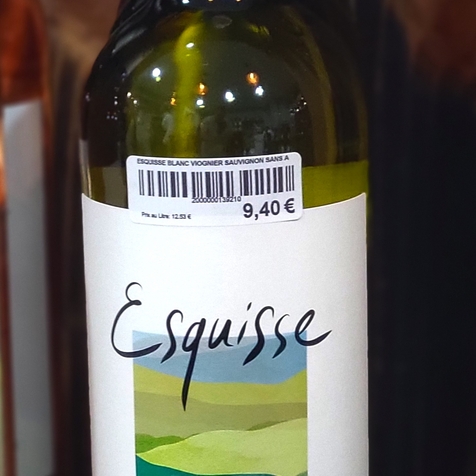 ESQUISSE BLANC VIOGNIER SAUVIGNON SANS A
2000000139210
Prix au Litre: 12,53 €
9,40 €
Esquisse